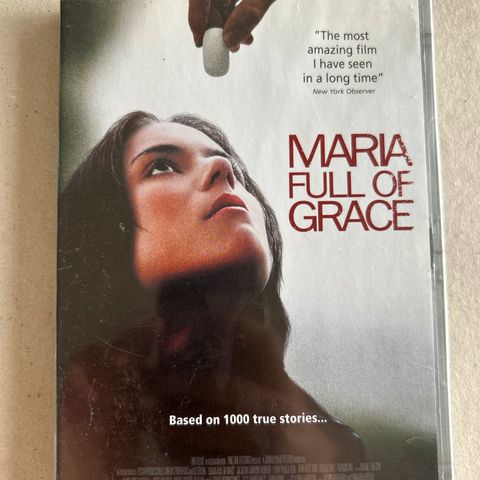 "The most
amazing film
I have seen
in a long time"
New York Observer
MARIA
FULL OF
GRACE
Based on 1000 true stories...